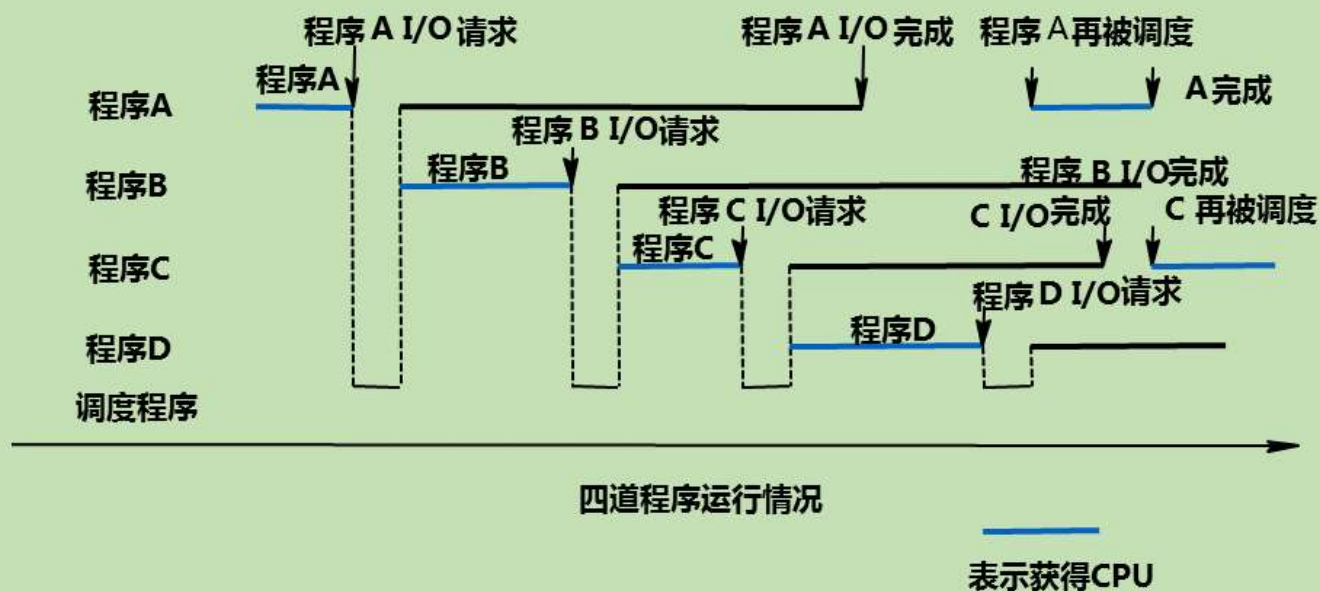 程序A I/O 请求
程序A I/O 完成
程序A再被调度
程序A
程序A
A完成
程序B I/O请求
程序B
程序B
程序B I/O完成
程序C I/O请求
C I/O完成
C 再被调度
程序C
程序C
程序D I/O请求
程序D
程序D
调度程序
四道程序运行情况
表示获得CPU